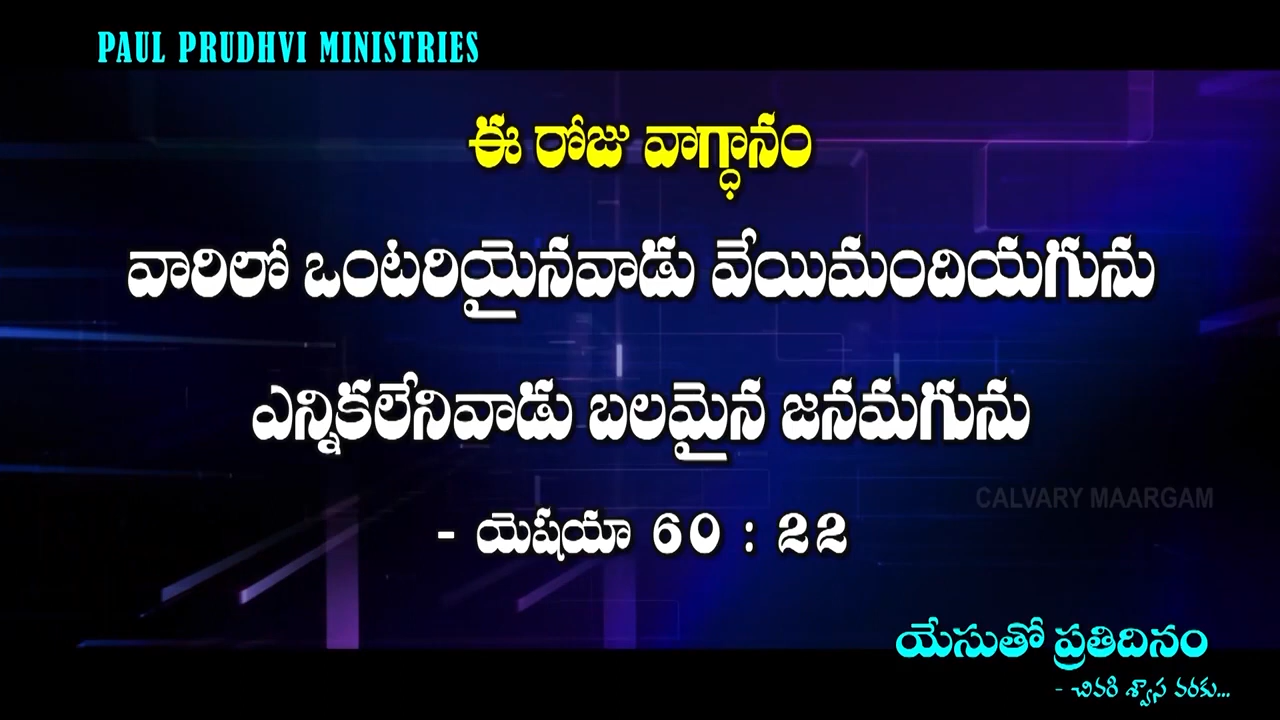 PAUL PRUDHVI MINISTRIES
ఈ రోజు వాగ్ధానం
వారిలో ఒంటరియైనవాడు వేయిమందియగును
ఎన్నికలేనివాడు బలమైన జనమగును
- యెషయా 60 : 22
CALVARY MAARGAM
యేసుతో ప్రతిదినం
- చివరి శ్వాస వరకు...